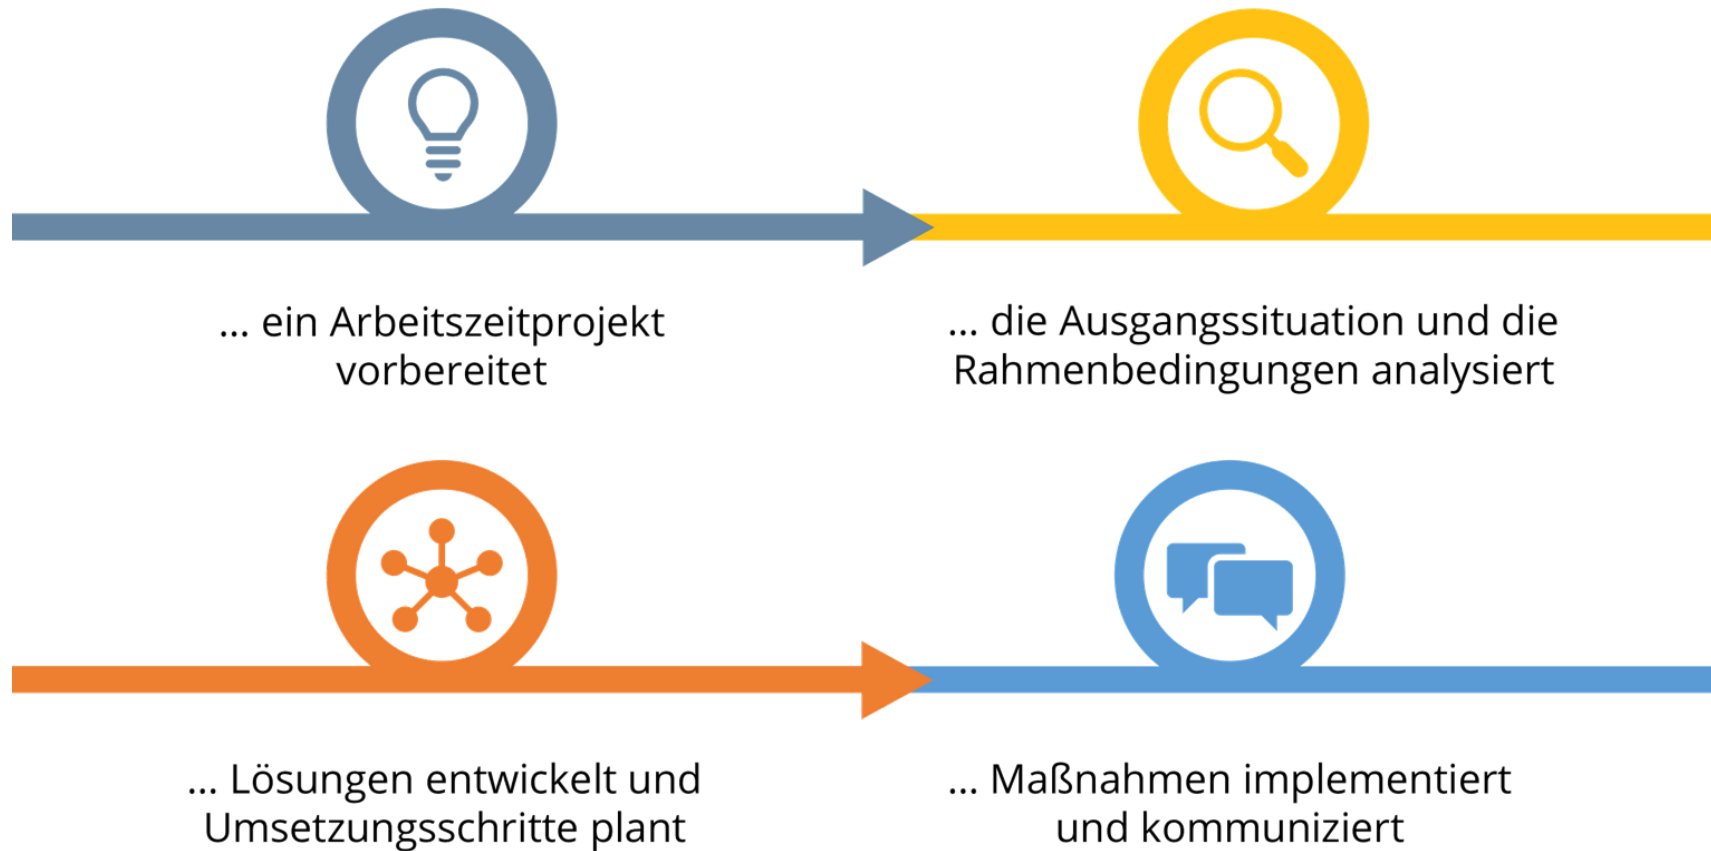 ... ein Arbeitszeitprojekt
vorbereitet
... die Ausgangssituation und die
Rahmenbedingungen analysiert
... Lösungen entwickelt und
Umsetzungsschritte plant
... Maßnahmen implementiert
und kommuniziert